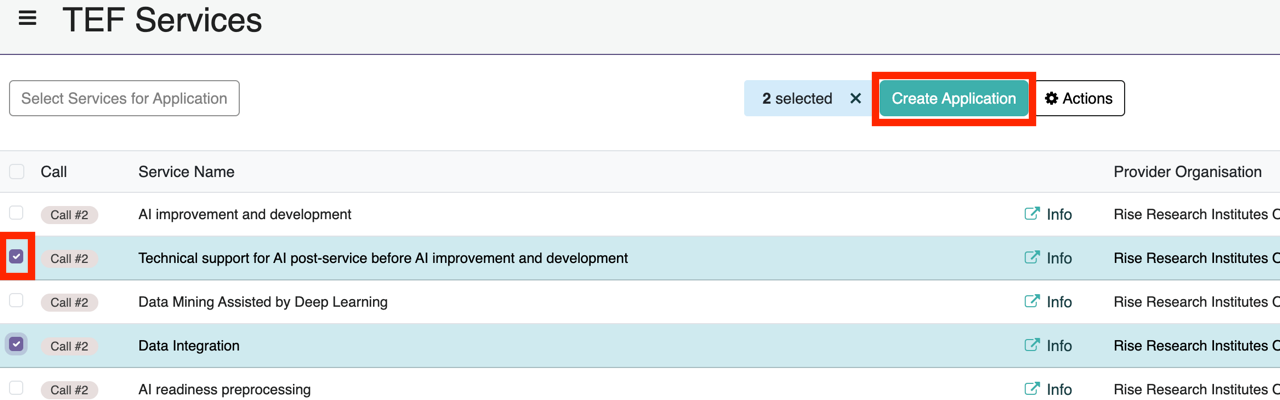 TEF Services
Select Services for Application 2 selected Create Application Actions
Call Service Name Provider Organisation
Call #2 AI improvement and development Info Rise Research Institutes
Call #2 Technical support for AI post-service before AI improvement and development Info Rise Research Institutes
Call #2 Data Mining Assisted by Deep Learning Info Rise Research Institutes
Call #2 Data Integration Info Rise Research Institutes
Call #2 AI readiness preprocessing Info Rise Research Institutes